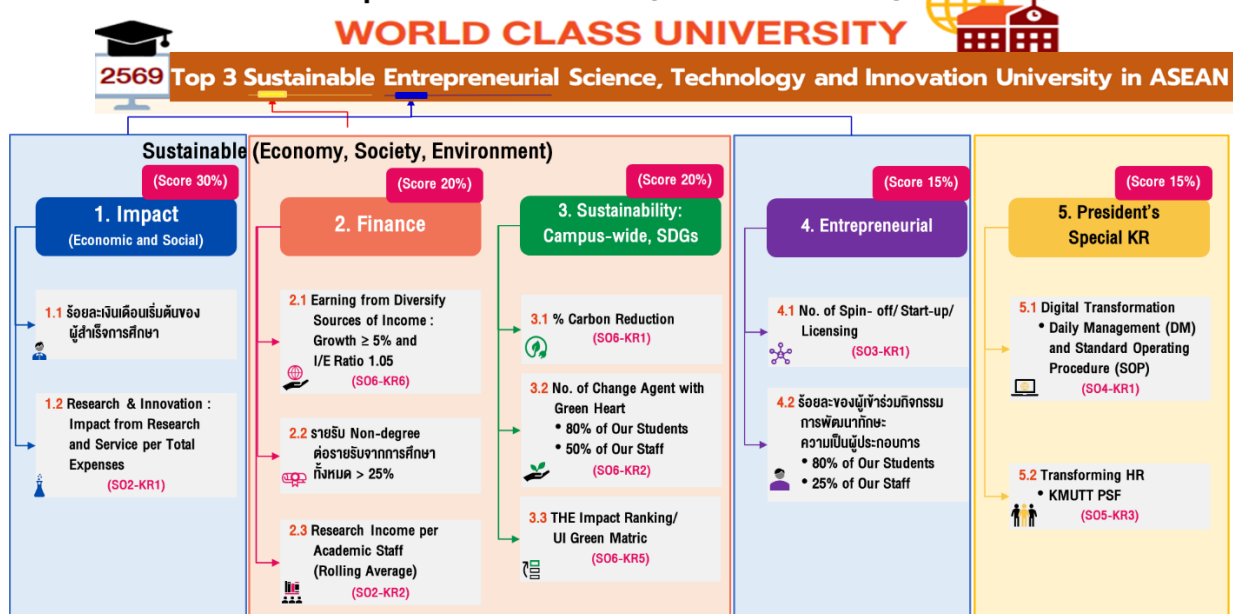 WORLD CLASS UNIVERSITY
2569 Top 3 Sustainable Entrepreneurial Science, Technology and Innovation University in ASEAN
Sustainable (Economy, Society, Environment)
(Score 30%)
1. Impact
(Economic and Social)
1.1 ร้อยละเงินเดือนเริ่มต้นของ
ผู้สำเร็จการศึกษา
1.2 Research & Innovation :
Impact from Research
and Service per Total
Expenses
(SO2-KR1)
(Score 20%)
2. Finance
2.1 Earning from Diversify
Sources of Income :
Growth ≥ 5% and
I/E Ratio 1.05
(SO6-KR6)
2.2 รายรับ Non-degree
ต่อรายรับจากการศึกษา
ทั้งหมด > 25%
2.3 Research Income per
Academic Staff
(Rolling Average)
(SO2-KR2)
(Score 20%)
3. Sustainability:
Campus-wide, SDGs
3.1 % Carbon Reduction
(SO6-KR1)
3.2 No. of Change Agent with
Green Heart
• 80% of Our Students
• 50% of Our Staff
(SO6-KR2)
3.3 THE Impact Ranking/
UI Green Matric
(SO6-KR5)
(Score 15%)
4. Entrepreneurial
4.1 No. of Spin- off/ Start-up/
Licensing
(SO3-KR1)
4.2 ร้อยละของผู้เข้าร่วมกิจกรรม
การพัฒนาทักษะ
ความเป็นผู้ประกอบการ
• 80% of Our Students
• 25% of Our Staff
(Score 15%)
5. President's
Special KR
5.1 Digital Transformation
• Daily Management (DM)
and Standard Operating
Procedure (SOP)
(SO4-KR1)
5.2 Transforming HR
• KMUTT PSF
(SO5-KR3)